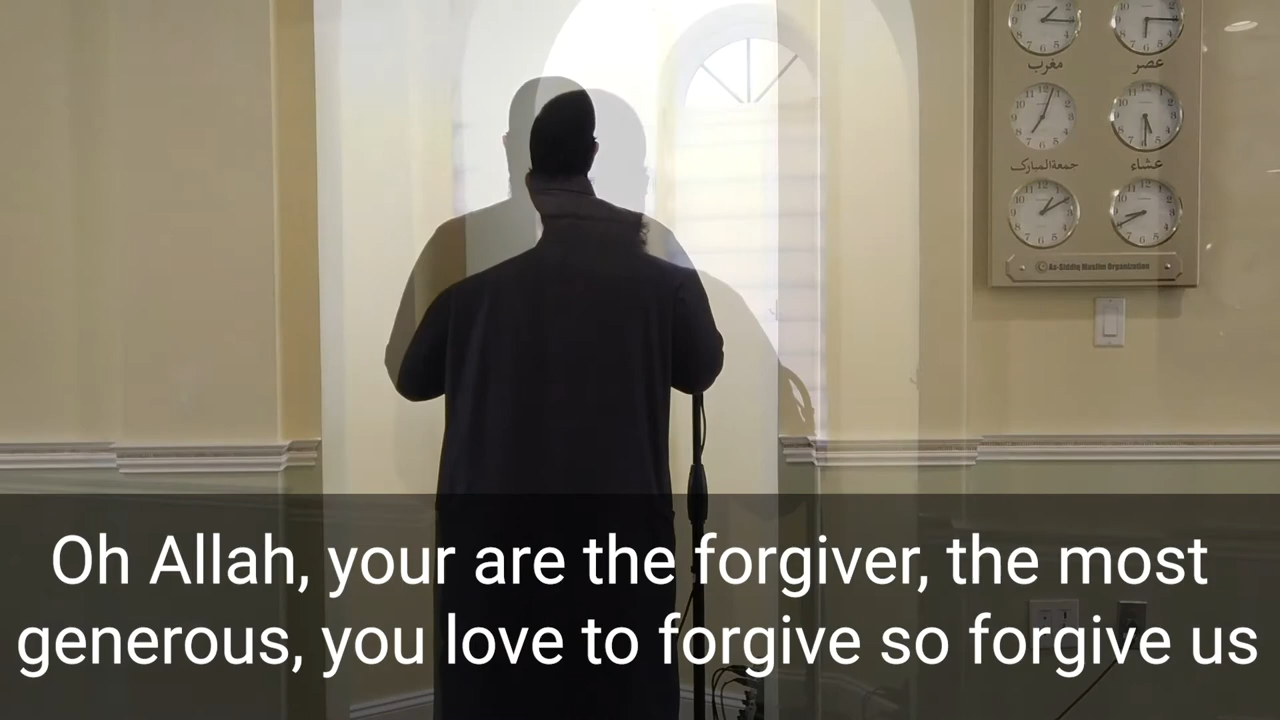 مغرب
عصر
جمعةالمبارک
عشاء
As-Siddiq Muslim Organization
Oh Allah, your are the forgiver, the most
generous, you love to forgive so forgive us